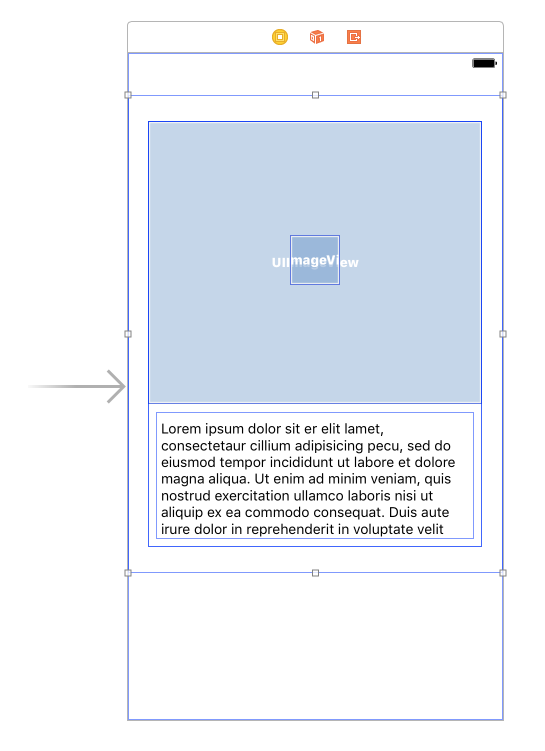 UIImageView
Lorem ipsum dolor sit er elit lamet,
consectetaur cillium adipisicing pecu, sed do
eiusmod tempor incididunt ut labore et dolore
magna aliqua. Ut enim ad minim veniam, quis
nostrud exercitation ullamco laboris nisi ut
aliquip ex ea commodo consequat. Duis aute
irure dolor in reprehenderit in voluptate velit